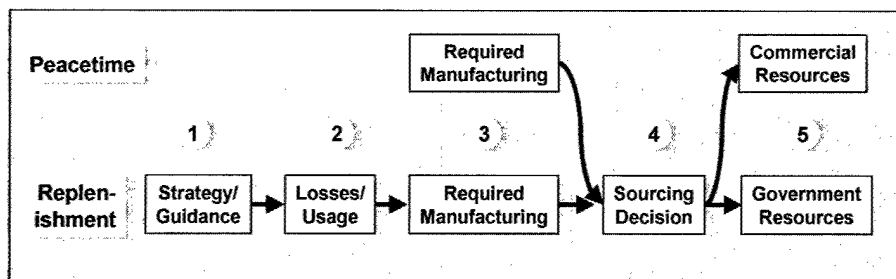 Required
Manufacturing
Commercial
Resources
Peacetime
1
2
3
4
5
Replen-
ishment
Strategy/
Guidance
Losses/
Usage
Required
Manufacturing
Sourcing
Decision
Government
Resources